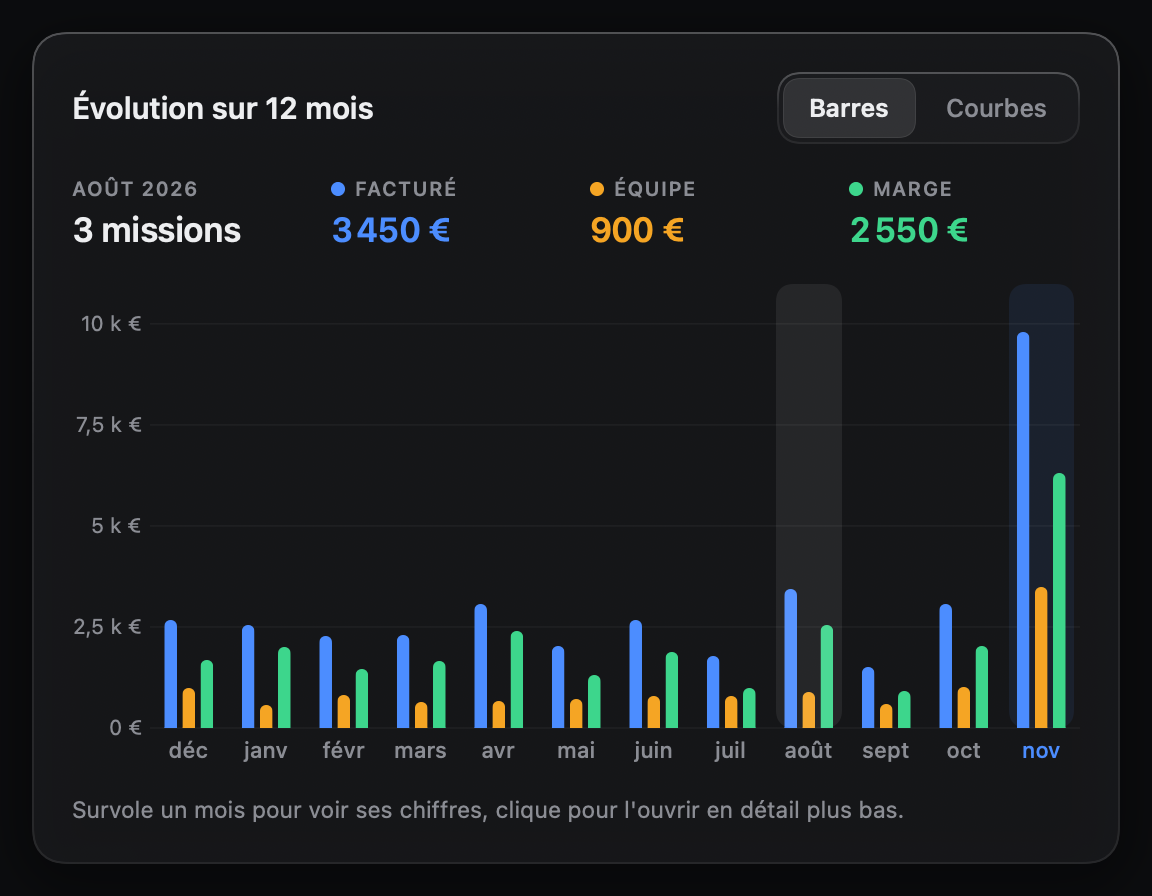 Évolution sur 12 mois
Barres
Courbes
AOÛT 2026
3 missions
FACTURÉ
3 450 €
ÉQUIPE
900 €
MARGE
2 550 €
10 k €
7,5 k €
5 k €
2,5 k €
0 €
déc janv févr mars avr mai juin juil août sept oct nov
Survole un mois pour voir ses chiffres, clique pour l'ouvrir en détail plus bas.